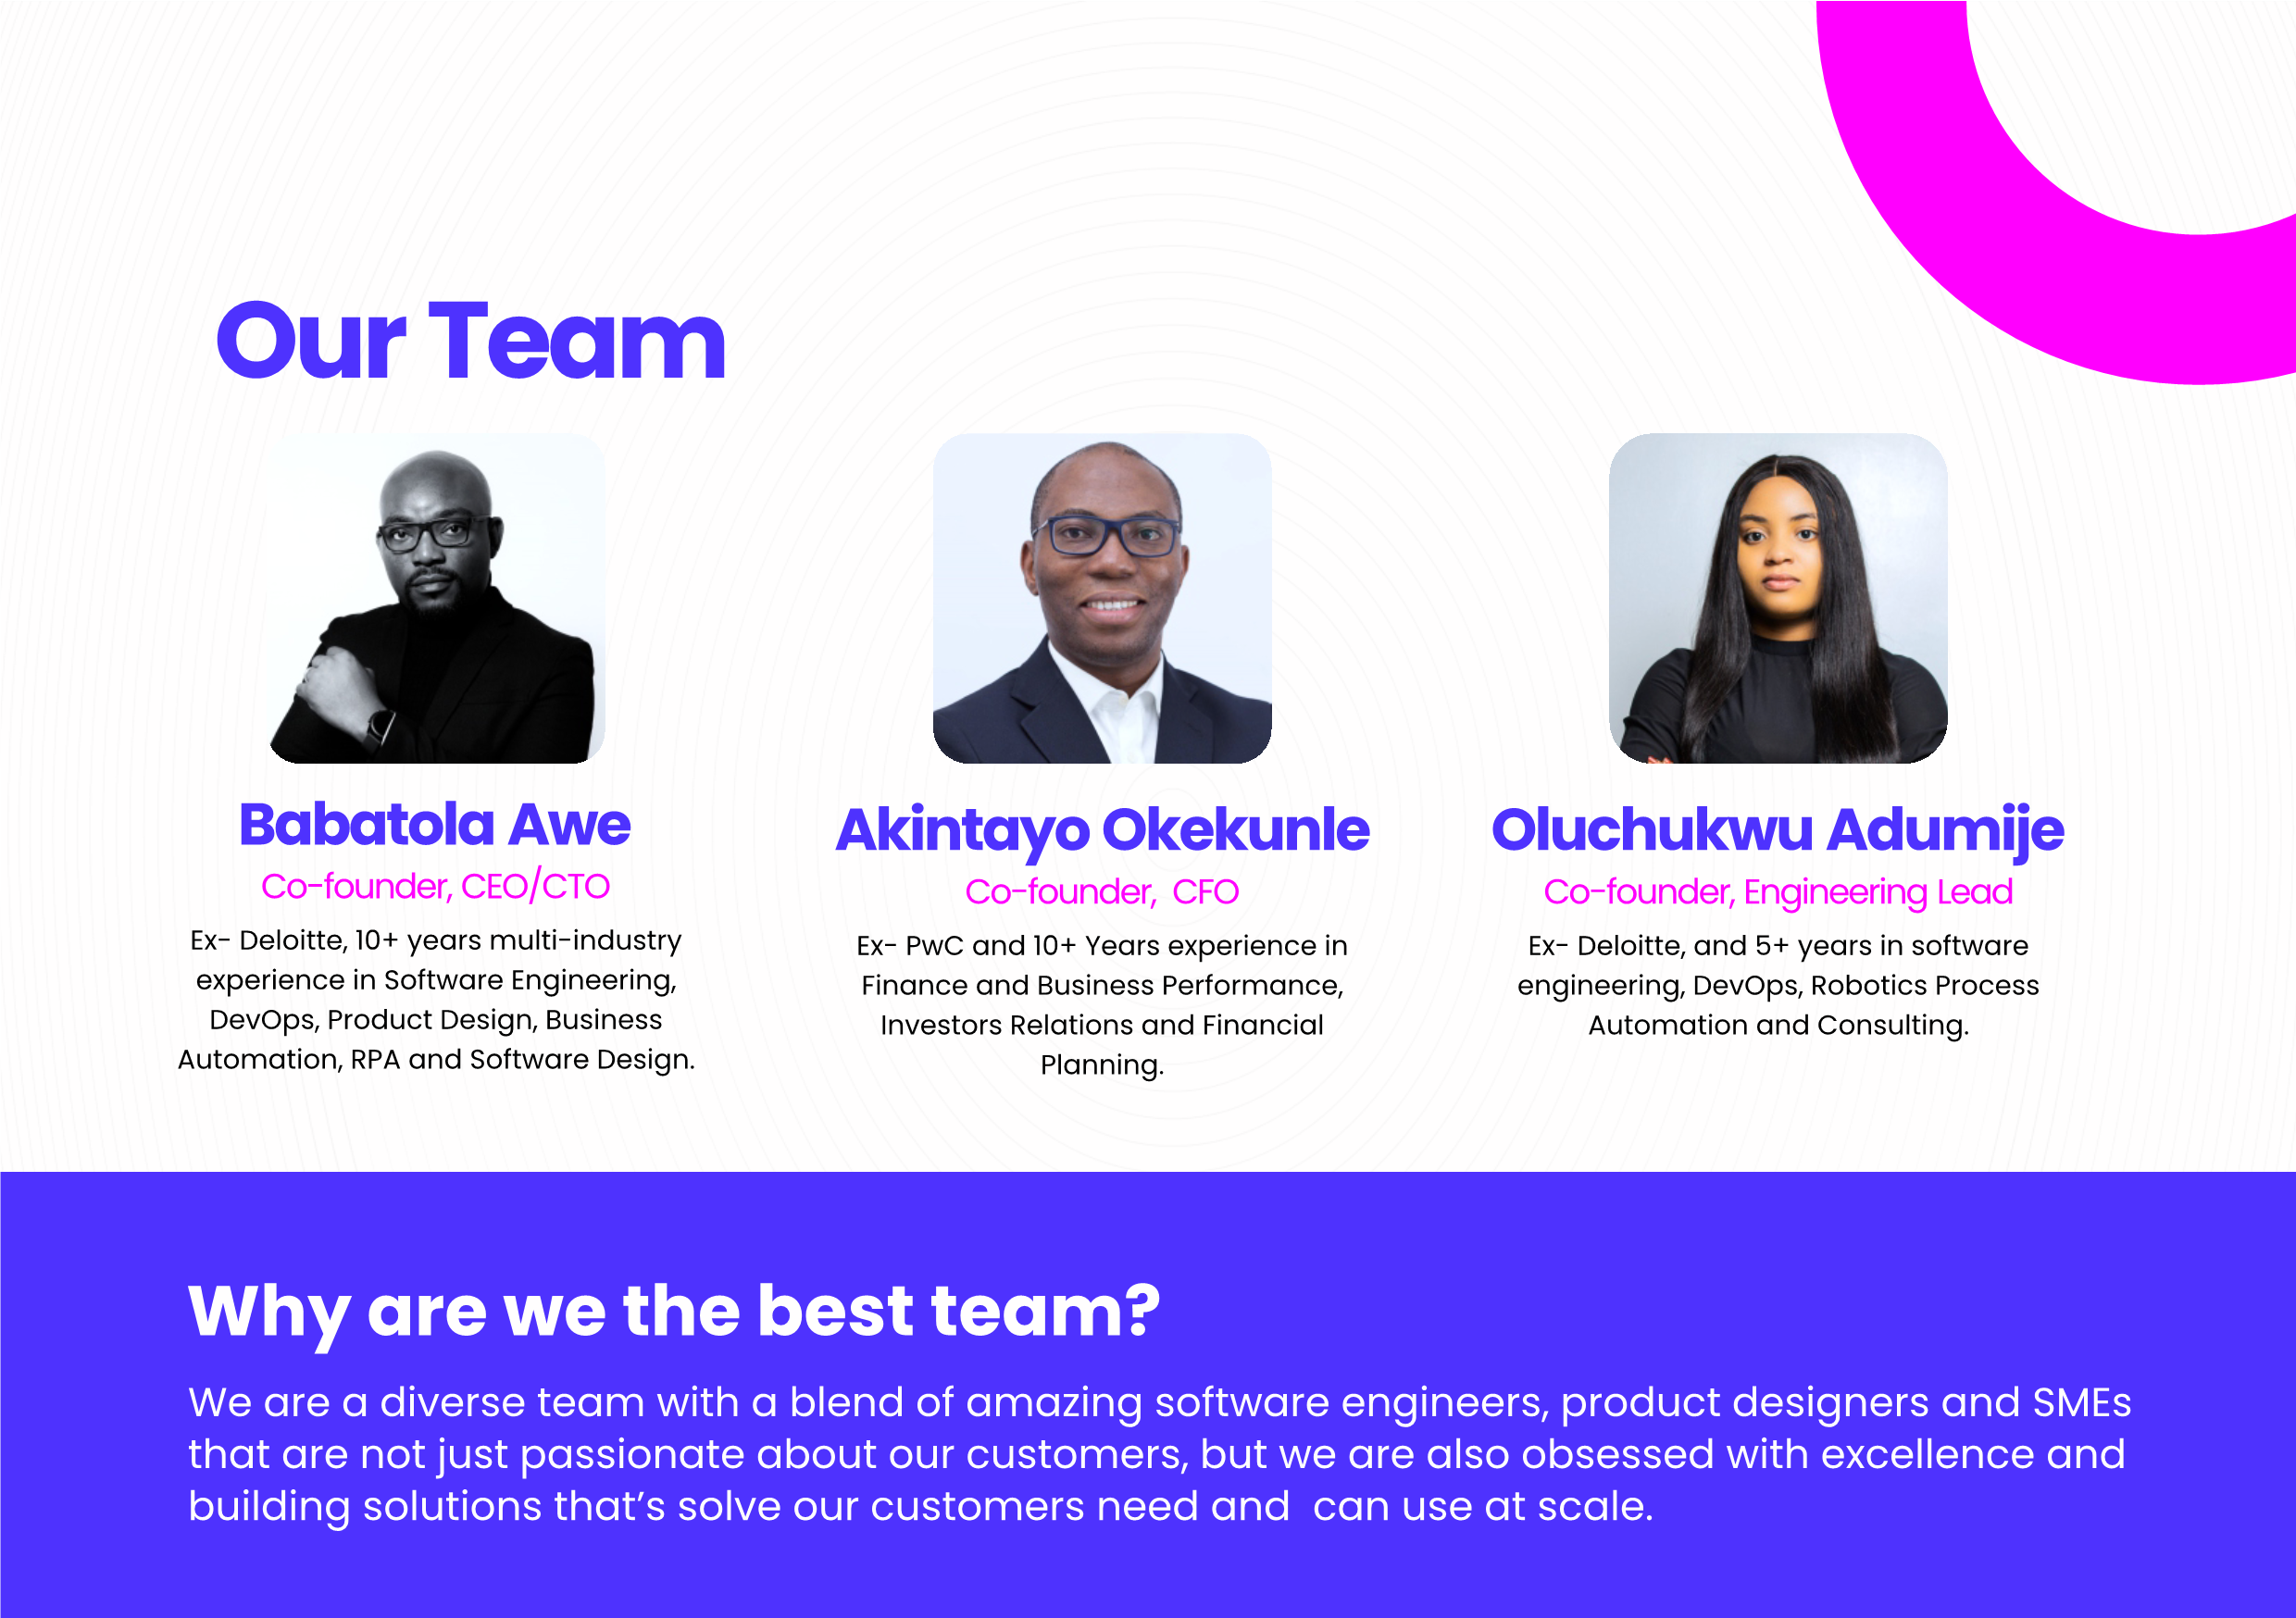 Our Team
Babatola Awe
Co-founder, CEO/CTO
Ex- Deloitte, 10+ years multi-industry
experience in Software Engineering,
DevOps, Product Design, Business
Automation, RPA and Software Design.
Akintayo Okekunle
Co-founder,  CFO
Ex- PwC and 10+ Years experience in
Finance and Business Performance,
Investors Relations and Financial
Planning.
Oluchukwu Adumije
Co-founder, Engineering Lead
Ex- Deloitte, and 5+ years in software
engineering, DevOps, Robotics Process
Automation and Consulting.
Why are we the best team?
We are a diverse team with a blend of amazing software engineers, product designers and SMEs
that are not just passionate about our customers, but we are also obsessed with excellence and
building solutions that’s solve our customers need and  can use at scale.